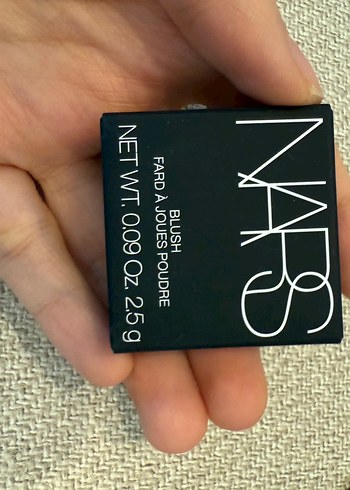 NARS
BLUSH
FARD À JOUES POUDRE
NET WT. 0.09 Oz. 2.5 g